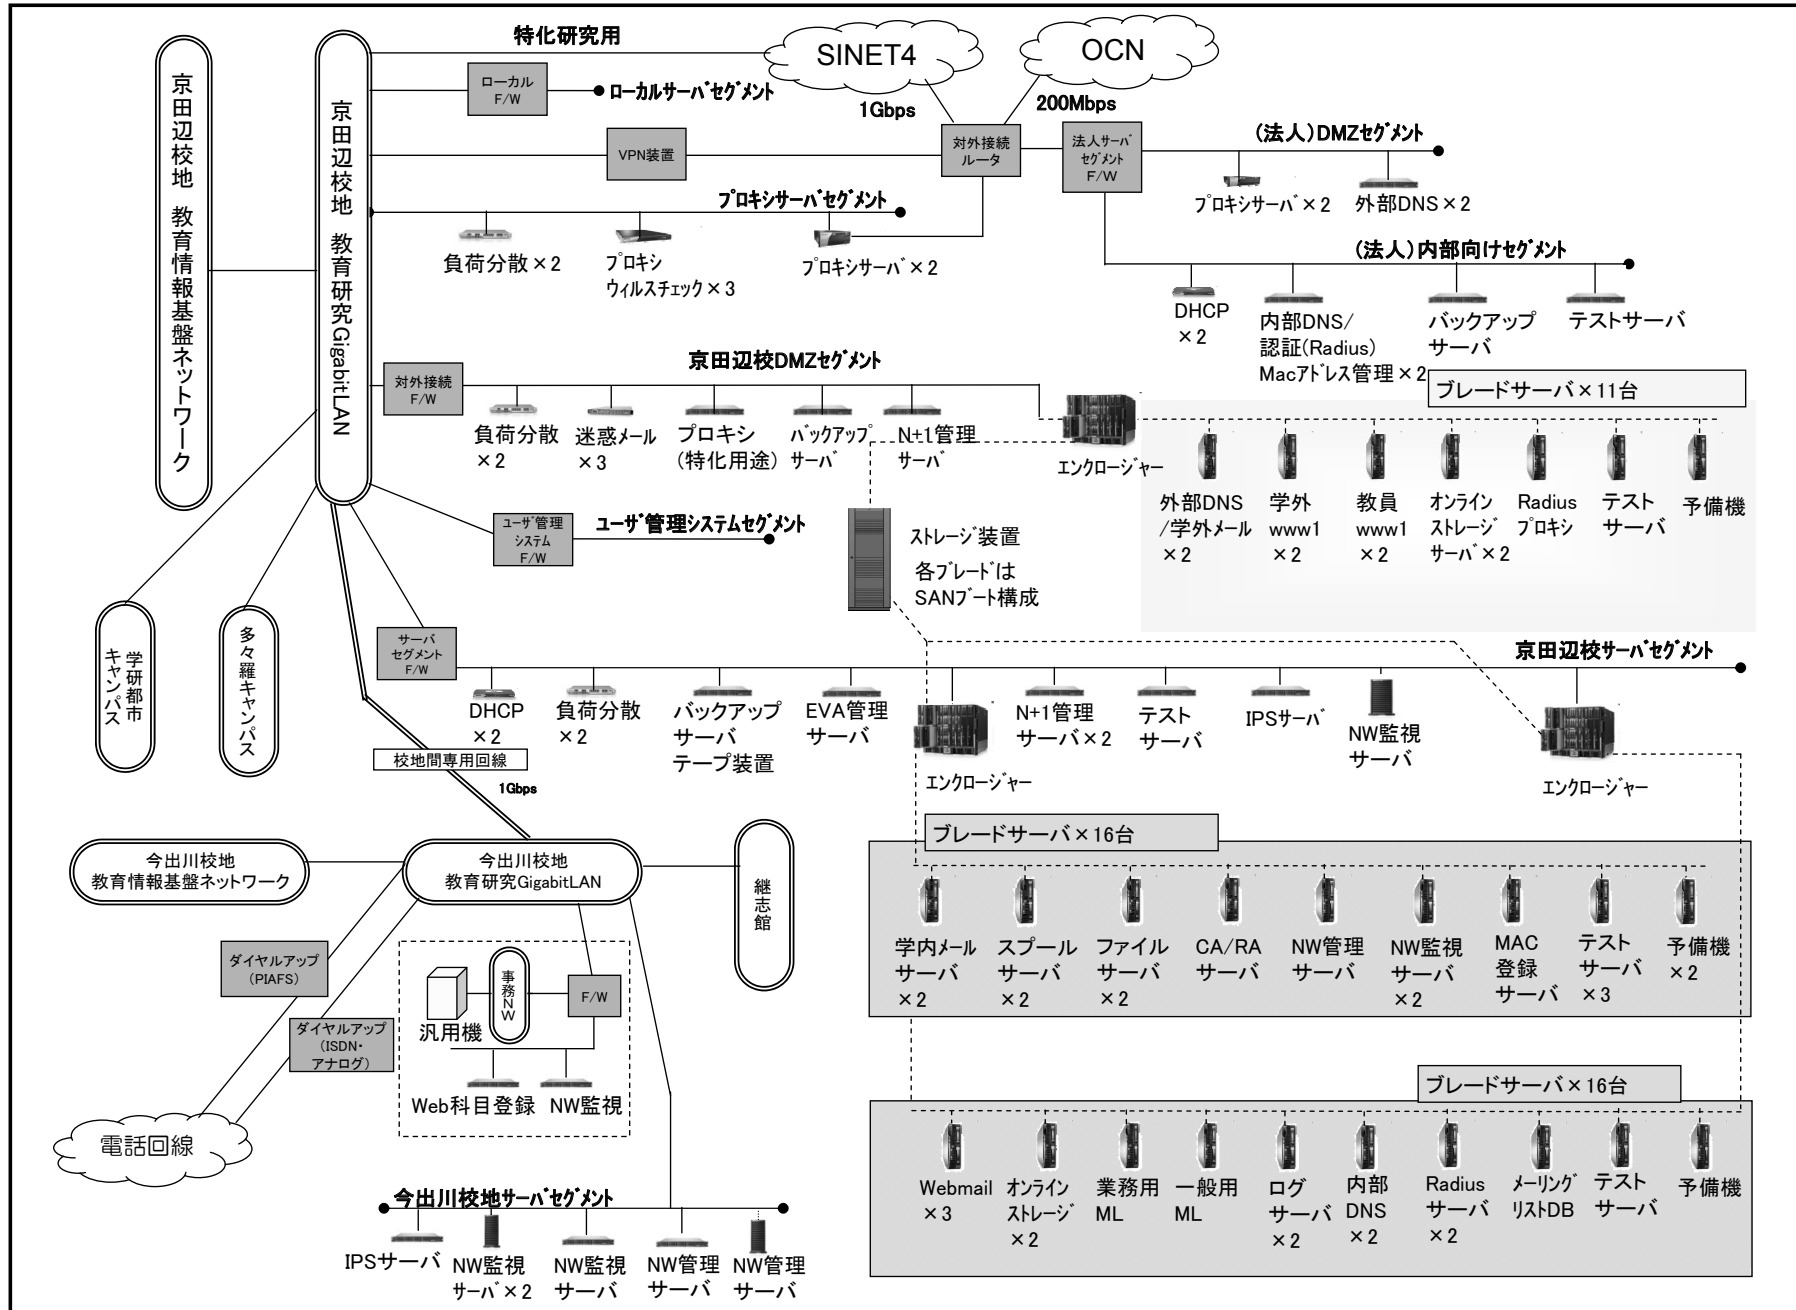 特化研究用
SINET4
OCN
ローカル
F/W
ローカルサーバセグメント
1Gbps
200Mbps
京田辺校地 教育情報基盤ネットワーク
京田辺校地 教育研究GigabitLAN
VPN装置
対外接続
ルータ
法人サーバ
セグメント
F/W
(法人)DMZセグメント
プロキシサーバ×2
外部DNS×2
プロキシサーバセグメント
負荷分散×2
プロキシ
ウィルスチェック×3
プロキシサーバ×2
(法人)内部向けセグメント
DHCP
×2
内部DNS/
認証(Radius)
Macアドレス管理×2
バックアップ
サーバ
テストサーバ
対外接続
F/W
京田辺校DMZセグメント
負荷分散
×2
迷惑メール
×3
プロキシ
(特化用途)
バックアップ
サーバ
N+1管理
サーバ
エンクロージャー
ブレードサーバ×11台
外部DNS
/学外メール
×2
学外
www1
×2
教員
www1
×2
オンライン
ストレージ
サーバ×2
Radius
プロキシ
テスト
サーバ
予備機
ユーザ管理
システム
F/W
ユーザ管理システムセグメント
ストレージ装置
各ブレードは
SANブート構成
学研都市
キャンパス
多々羅キャンパス
サーバ
セグメント
F/W
京田辺校サーバセグメント
DHCP
×2
負荷分散
×2
バックアップ
サーバ
テープ装置
EVA管理
サーバ
エンクロージャー
N+1管理
サーバ×2
テスト
サーバ
IPSサーバ
NW監視
サーバ
エンクロージャー
校地間専用回線
1Gbps
今出川校地
教育情報基盤ネットワーク
今出川校地
教育研究GigabitLAN
継志館
ブレードサーバ×16台
学内メール
サーバ
×2
スプール
サーバ
×2
ファイル
サーバ
×2
CA/RA
サーバ
NW管理
サーバ
NW監視
サーバ
×2
MAC
登録
サーバ
テスト
サーバ
×3
予備機
×2
ダイヤルアップ
(PIAFS)
ダイヤルアップ
(ISDN・
アナログ)
汎用機
事務NW
F/W
Web科目登録
NW監視
電話回線
ブレードサーバ×16台
Webmail
×3
オンライン
ストレージ
×2
業務用
ML
一般用
ML
ログ
サーバ
×2
内部
DNS
×2
Radius
サーバ
×2
メーリング
リストDB
テスト
サーバ
予備機
今出川校地サーバセグメント
IPSサーバ
NW監視
サーバ×2
NW監視
サーバ
NW管理
サーバ
NW管理
サーバ